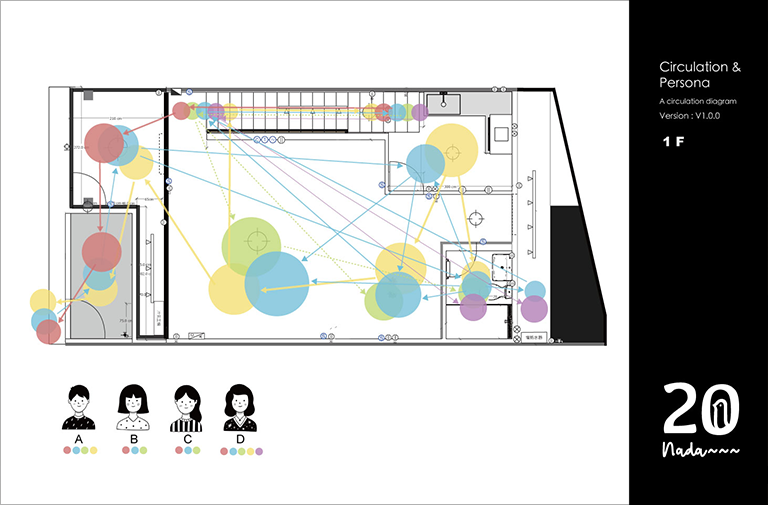 Circulation &
Persona
A circulation diagram
Version : V1.0.0
1 F
A
B
C
D
20
Nada~~~